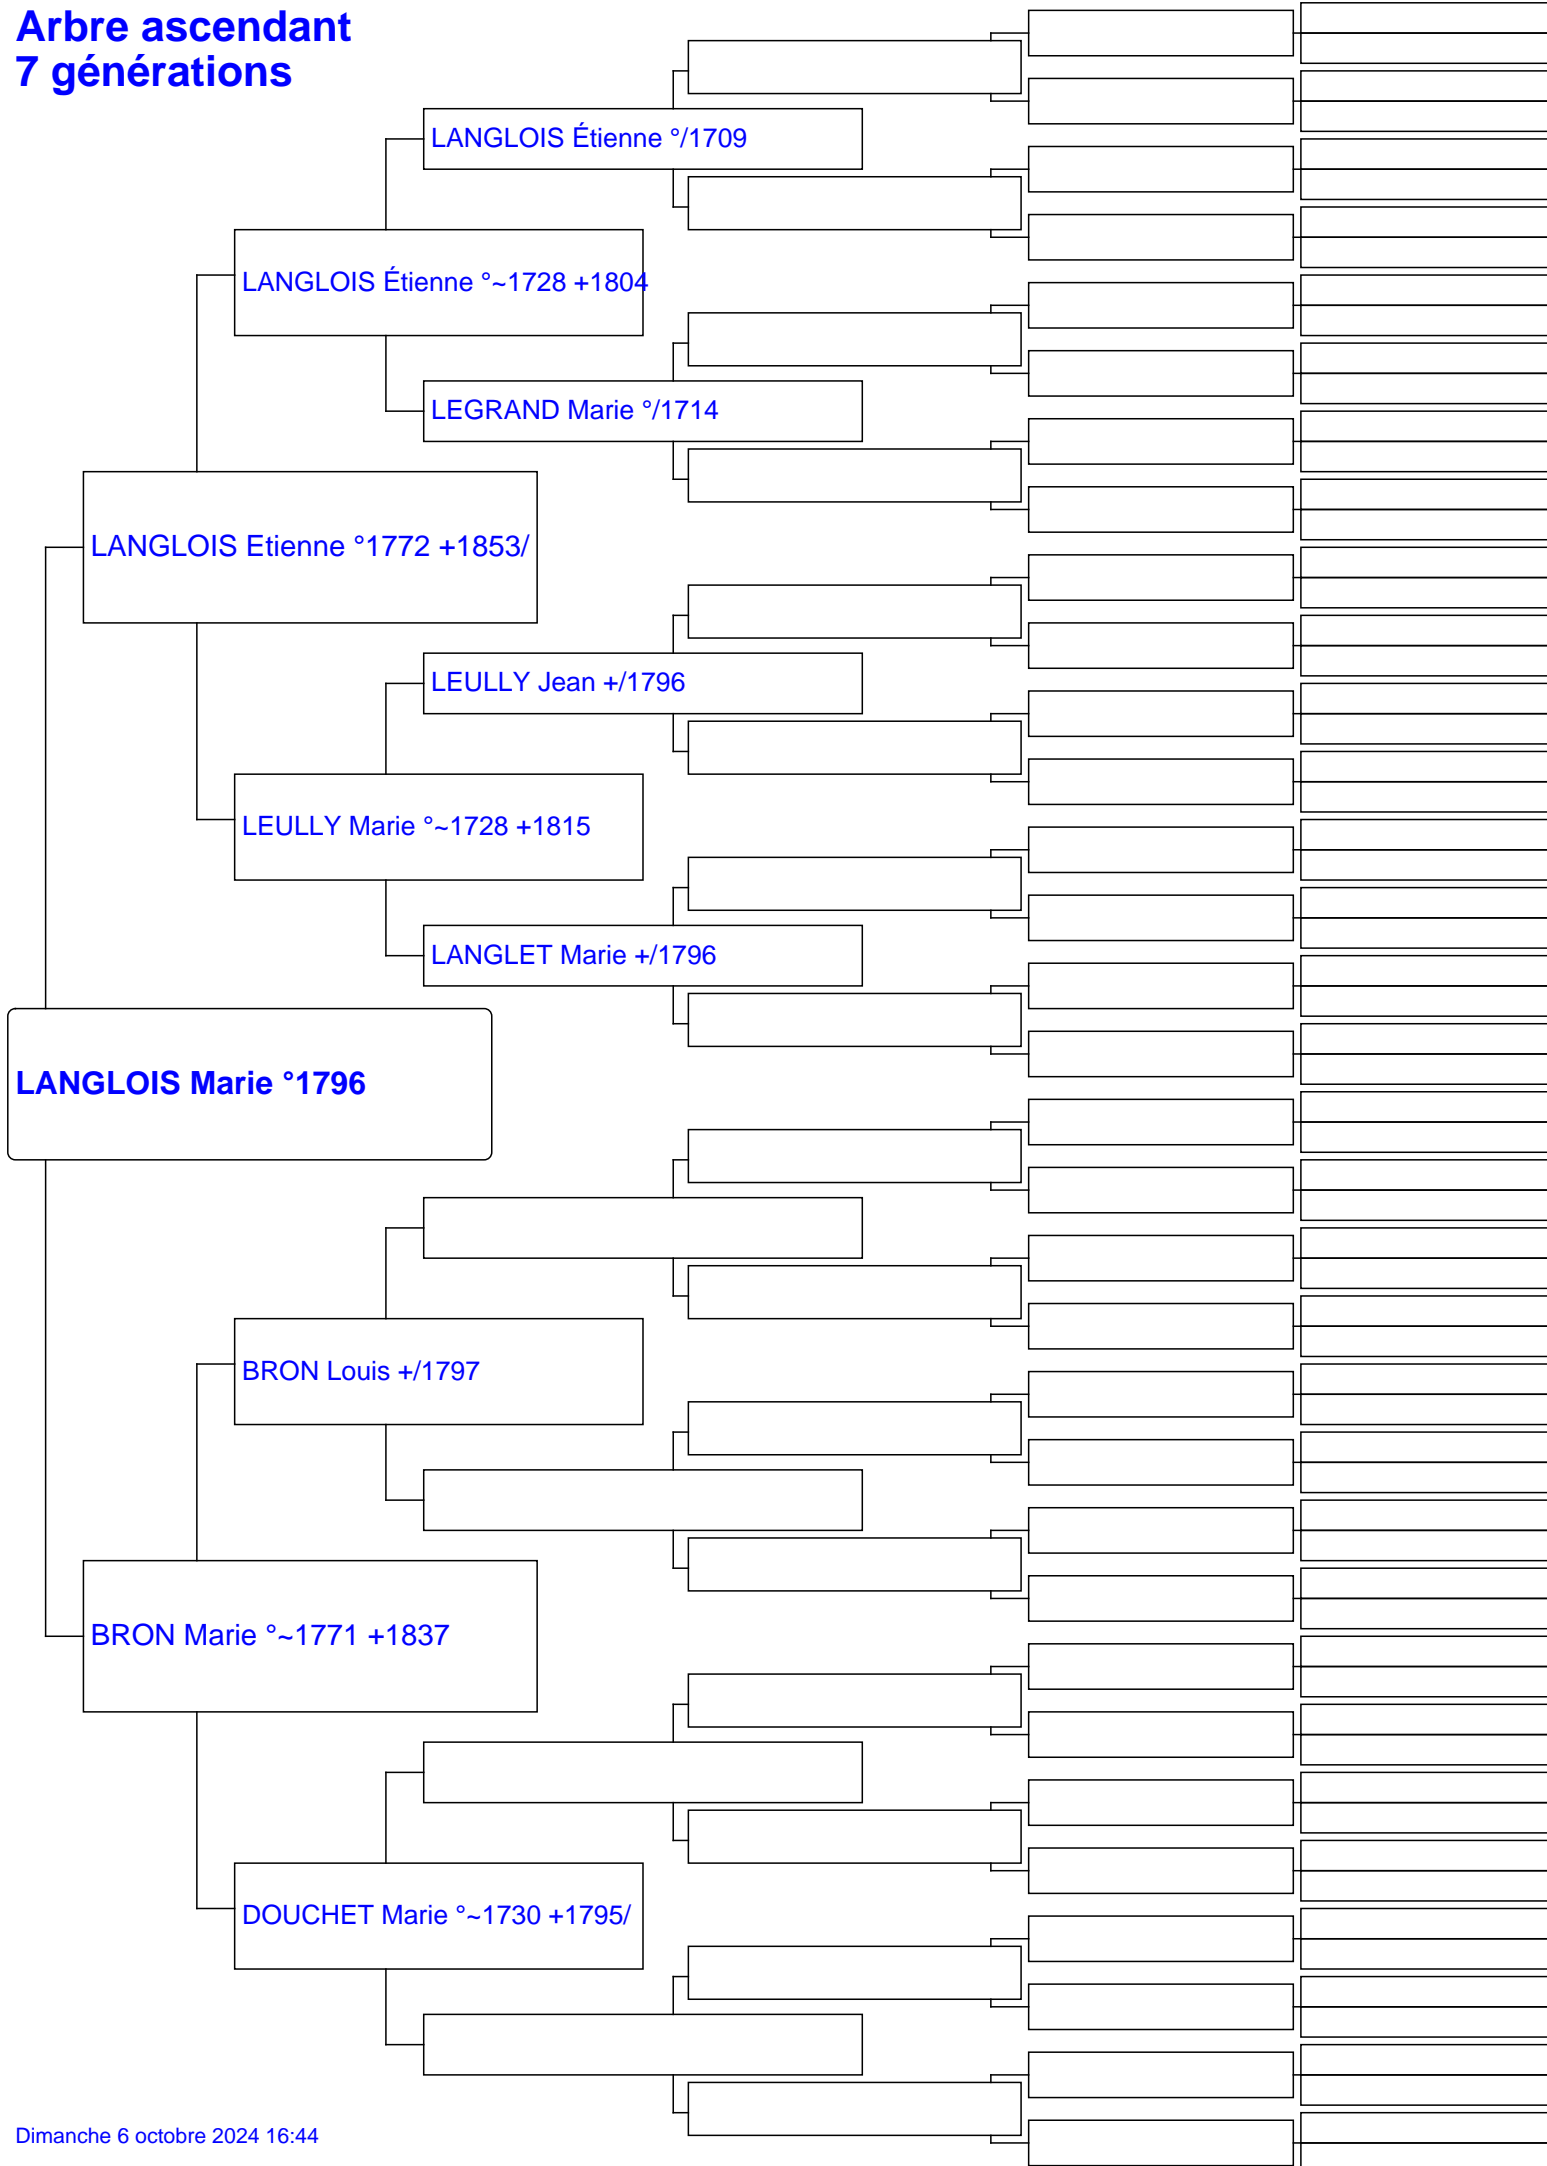 Arbre ascendant
7 générations
LANGLOIS Étienne °/1709
LANGLOIS Étienne °~1728 +1804
LEGRAND Marie °/1714
LANGLOIS Etienne °1772 +1853/
LEULLY Jean +/1796
LEULLY Marie °~1728 +1815
LANGLET Marie +/1796
LANGLOIS Marie °1796
BRON Louis +/1797
BRON Marie °~1771 +1837
DOUCHET Marie °~1730 +1795/
Dimanche 6 octobre 2024 16:44